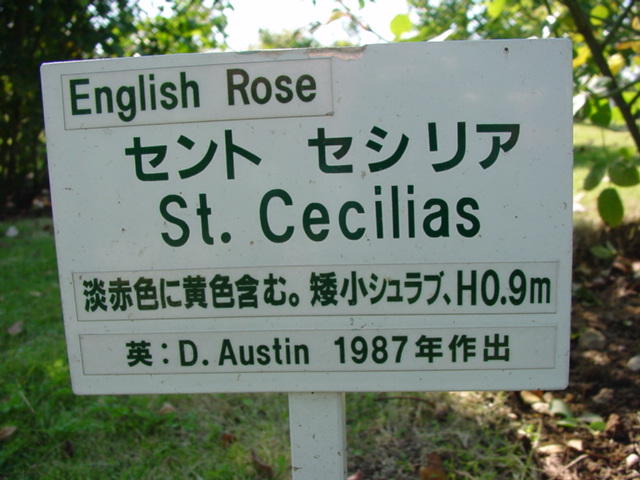 English Rose
セント セシリア
St. Cecilias
淡赤色に黄色含む。矮小シュラブ、H0.9m
英：D. Austin 1987年作出